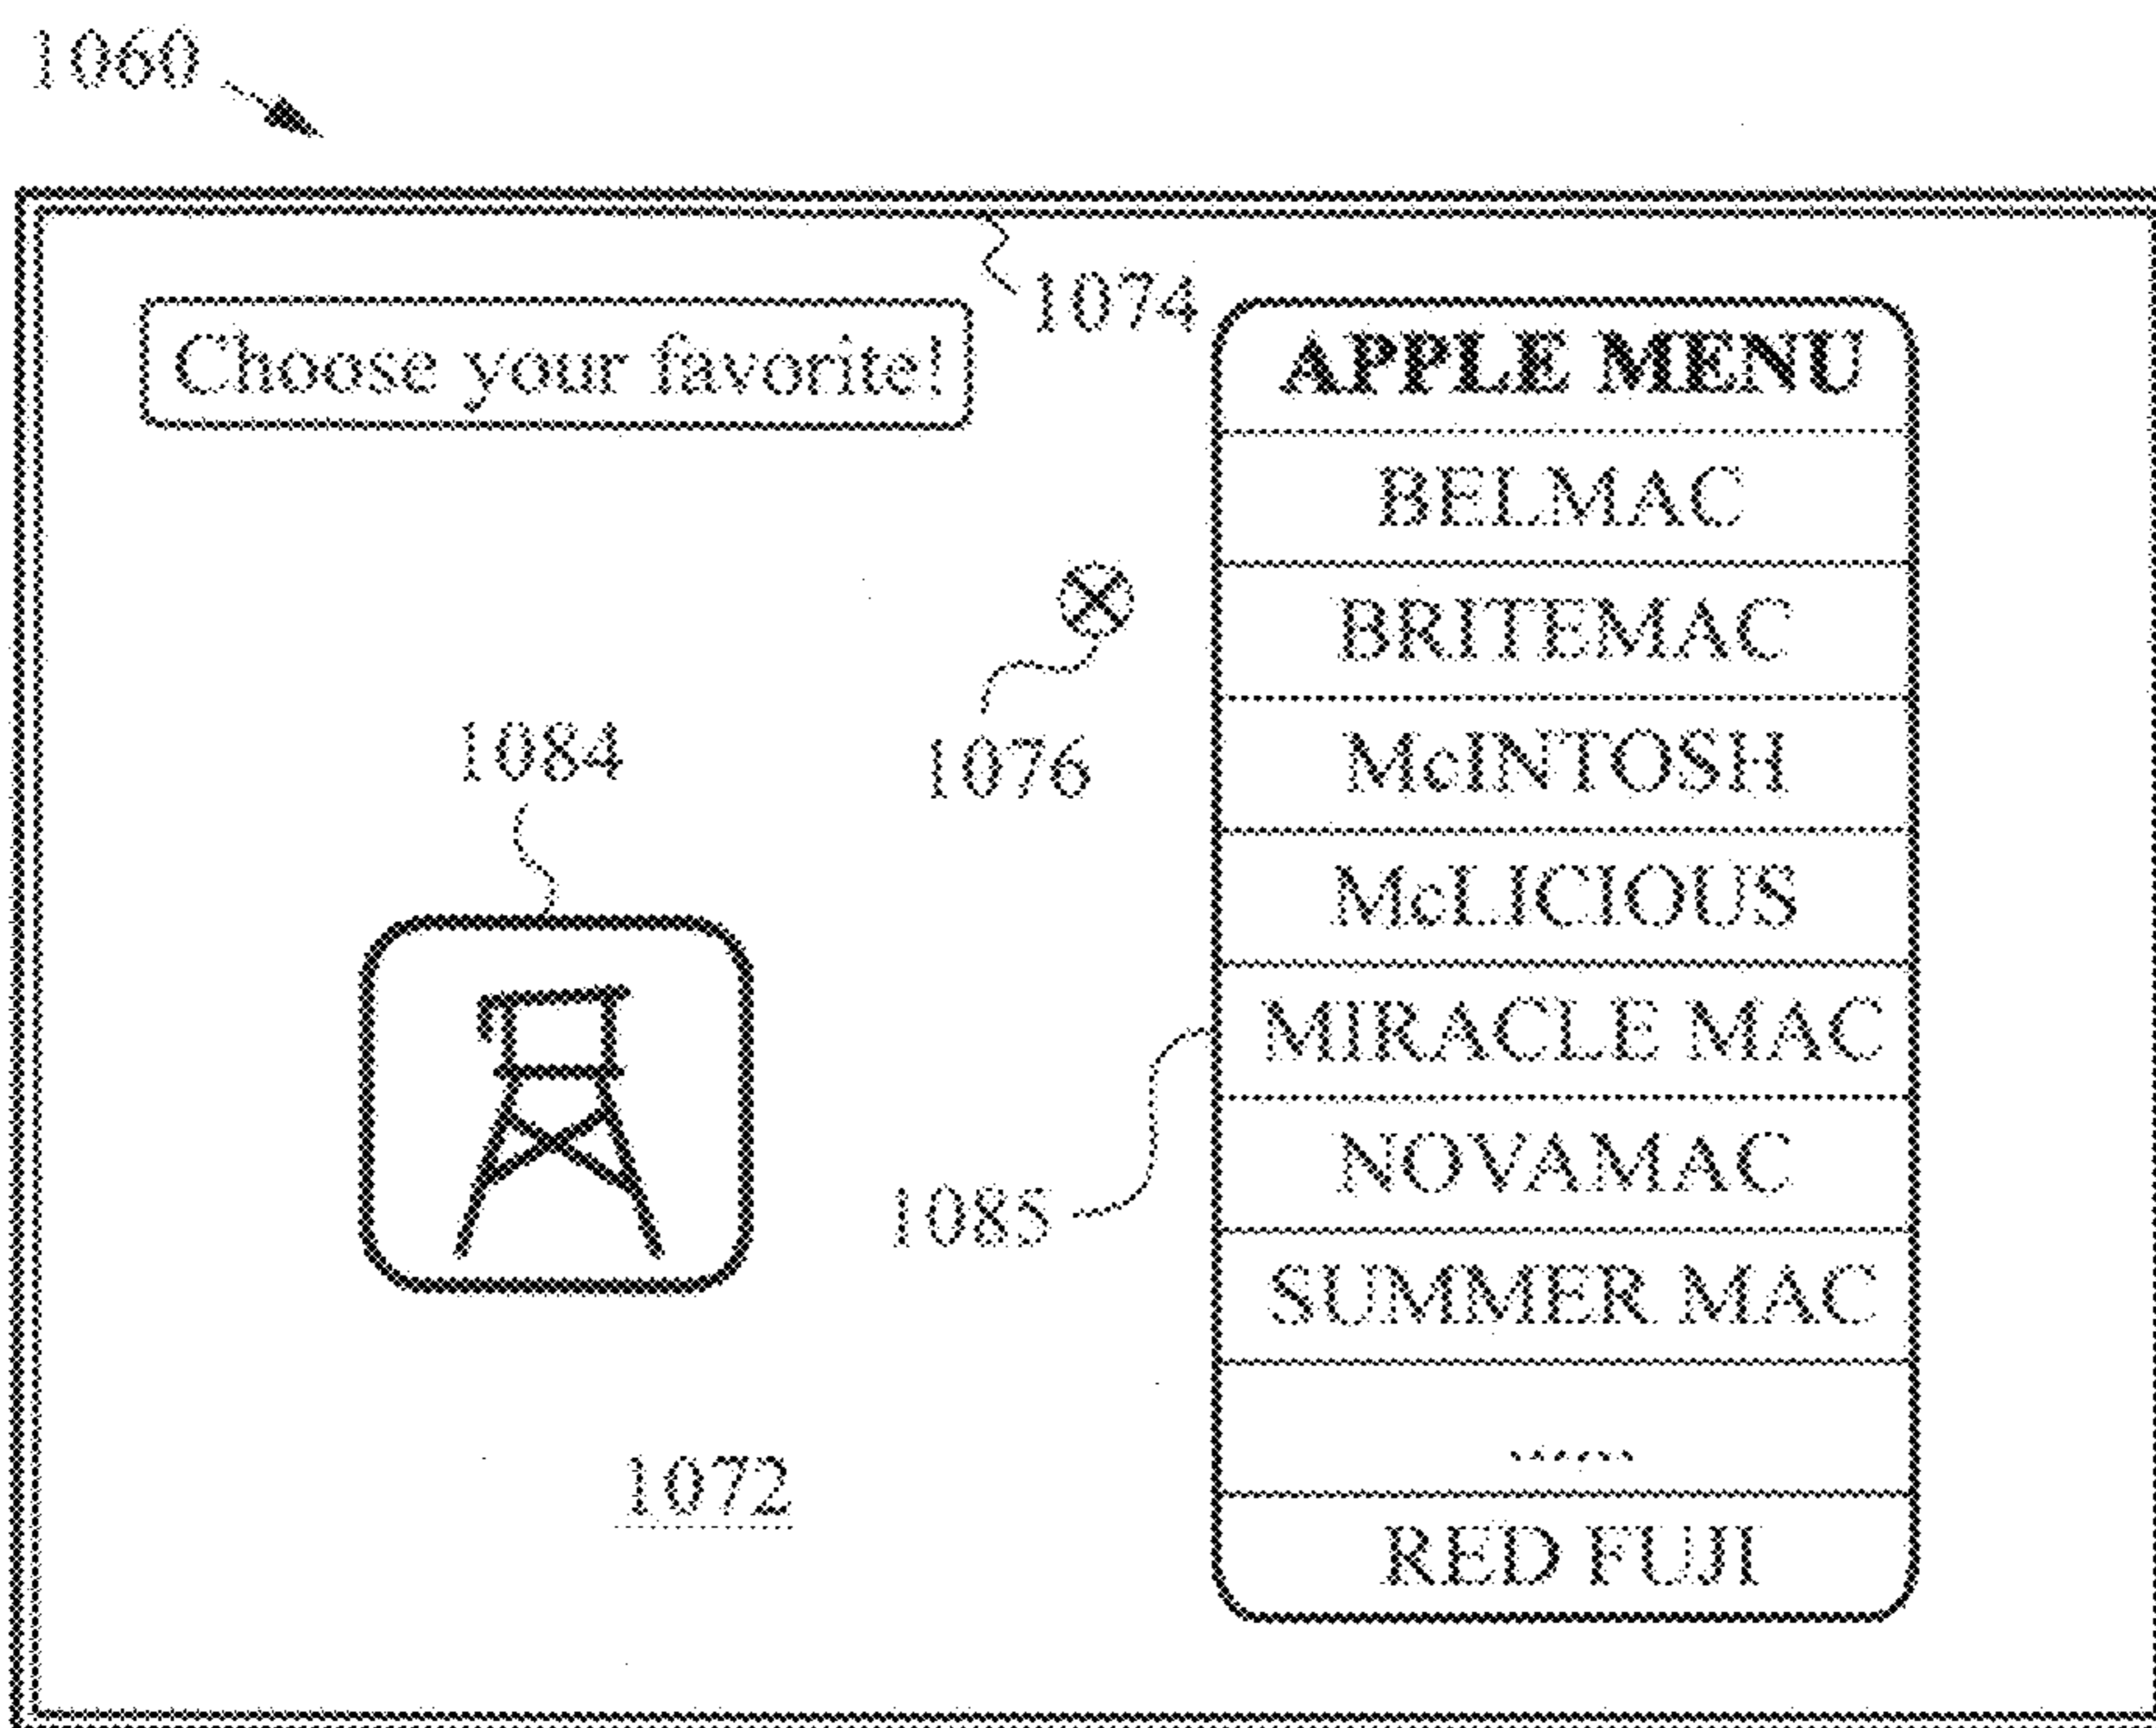 1060
1074
Choose your favorite!
APPLE MENU
BELMAC
BRITEMAC
1076
McINTOSH
1084
McLICIOUS
MIRACLE MAC
NOVAMAC
1085
SUMMER MAC
.....
1072
RED FUJI